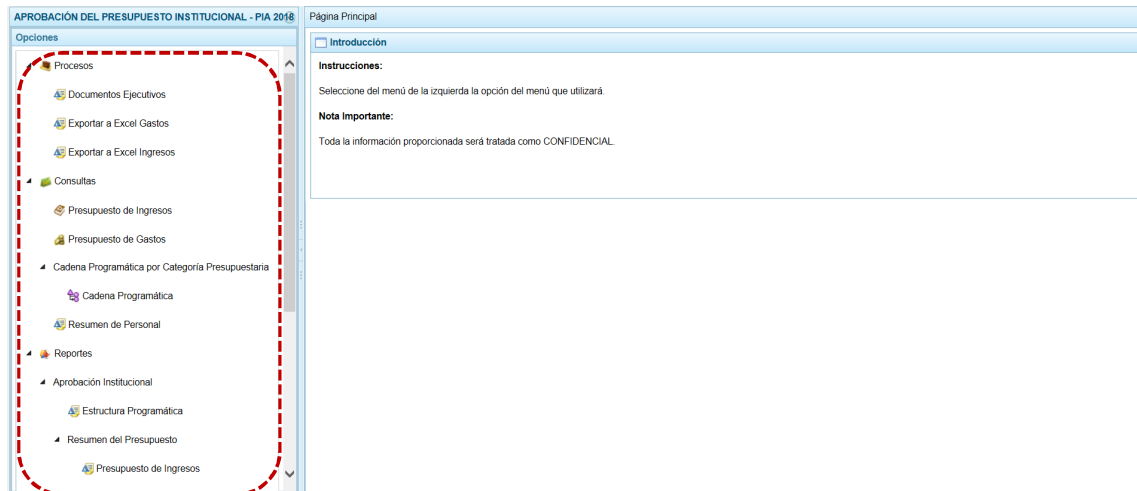 APROBACIÓN DEL PRESUPUESTO INSTITUCIONAL - PIA 2018
Opciones
Procesos
Documentos Ejecutivos
Exportar a Excel Gastos
Exportar a Excel Ingresos
Consultas
Presupuesto de Ingresos
Presupuesto de Gastos
Cadena Programática por Categoría Presupuestaria
Cadena Programática
Resumen de Personal
Reportes
Aprobación Institucional
Estructura Programática
Resumen del Presupuesto
Presupuesto de Ingresos
Página Principal
Introducción
Instrucciones:
Seleccione del menú de la izquierda la opción del menú que utilizará.
Nota Importante:
Toda la información proporcionada será tratada como CONFIDENCIAL.